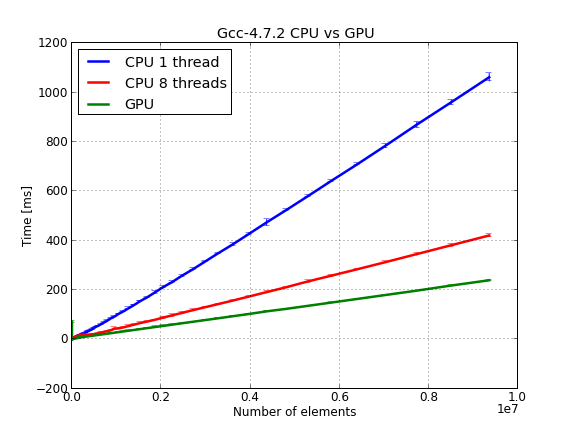 Gcc-4.7.2 CPU vs GPU
1200
1000
800
600
400
200
0
−200
Time [ms]
CPU 1 thread
CPU 8 threads
GPU
0.0 0.2 0.4 0.6 0.8 1.0
1e7
Number of elements